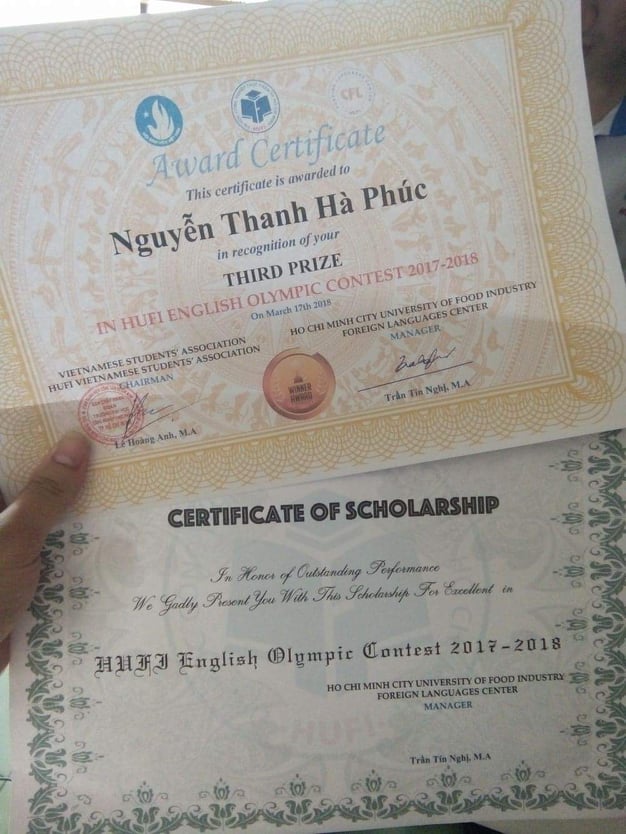 CFL
HUFI
Award Certificate
This certificate is awarded to
Nguyễn Thanh Hà Phúc
in recognition of your
THIRD PRIZE
IN HUFI ENGLISH OLYMPIC CONTEST 2017-2018
On March 17th 2018
VIETNAMESE STUDENTS' ASSOCIATION
HUFI VIETNAMESE STUDENTS' ASSOCIATION
CHAIRMAN
Lê Hoàng Anh, M.A
HO CHI MINH CITY UNIVERSITY OF FOOD INDUSTRY
FOREIGN LANGUAGES CENTER
MANAGER
Trần Tín Nghị, M.A
WINNER
AWARD
CERTIFICATE OF SCHOLARSHIP
In Honor of Outstanding Performance
We Gadly Present You With This Scholarship For Excellent in
HUFI English Olympic Contest 2017-2018
HO CHI MINH CITY UNIVERSITY OF FOOD INDUSTRY
FOREIGN LANGUAGES CENTER
MANAGER
HUFI
Trần Tín Nghị, M.A